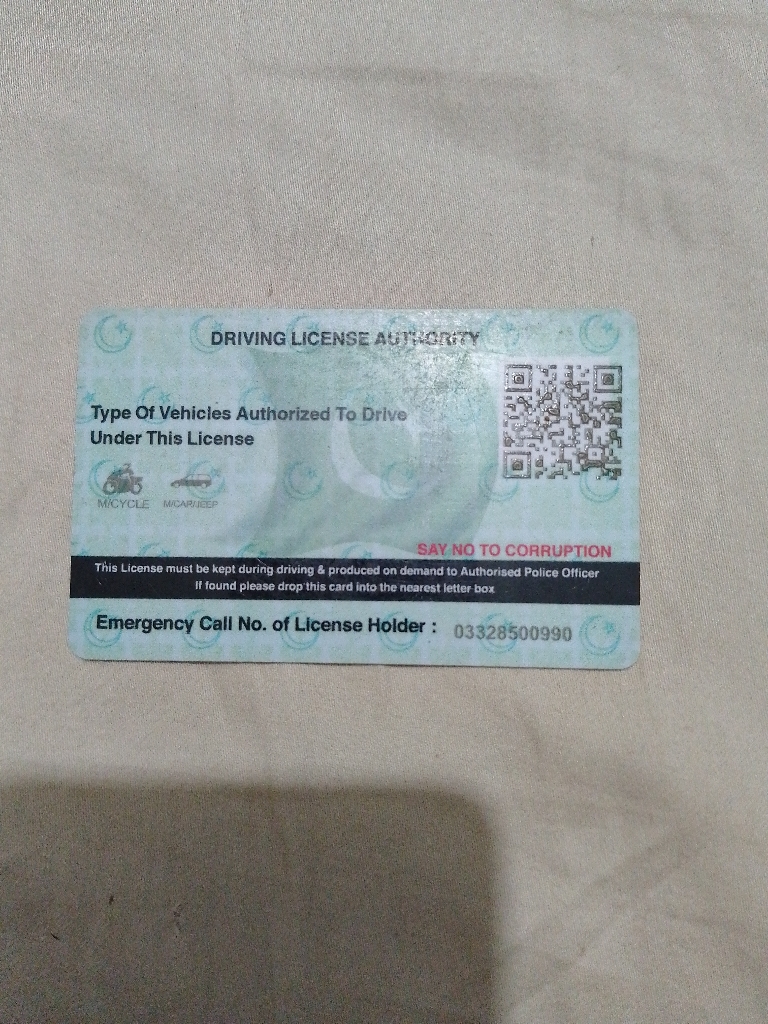 DRIVING LICENSE AUTHORITY
Type Of Vehicles Authorized To Drive
Under This License
M/CYCLE M/CAR/JEEP
SAY NO TO CORRUPTION
This License must be kept during driving & produced on demand to Authorised Police Officer
If found please drop this card into the nearest letter box
Emergency Call No. of License Holder : 03328500990